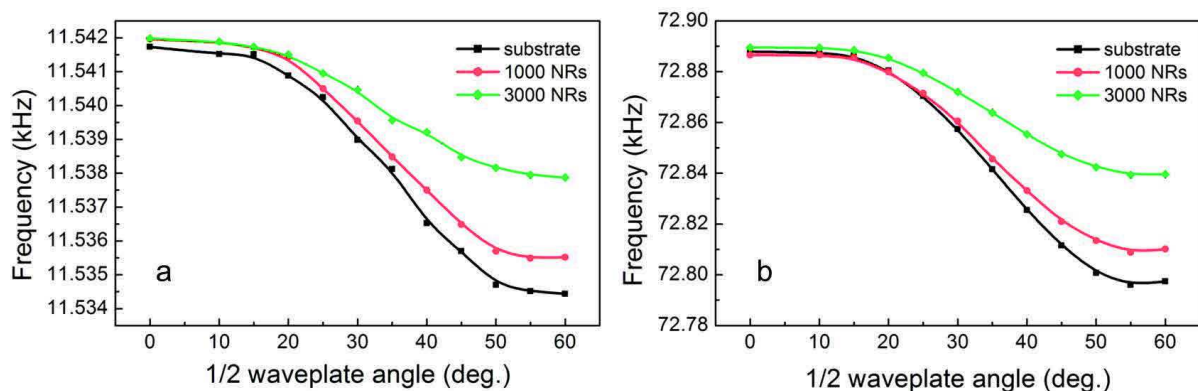 11.542
11.541
11.540
11.539
11.538
11.537
11.536
11.535
11.534
Frequency (kHz)
substrate
1000 NRs
3000 NRs
a
0 10 20 30 40 50 60
1/2 waveplate angle (deg.)
72.90
72.88
72.86
72.84
72.82
72.80
72.78
Frequency (kHz)
substrate
1000 NRs
3000 NRs
b
0 10 20 30 40 50 60
1/2 waveplate angle (deg.)